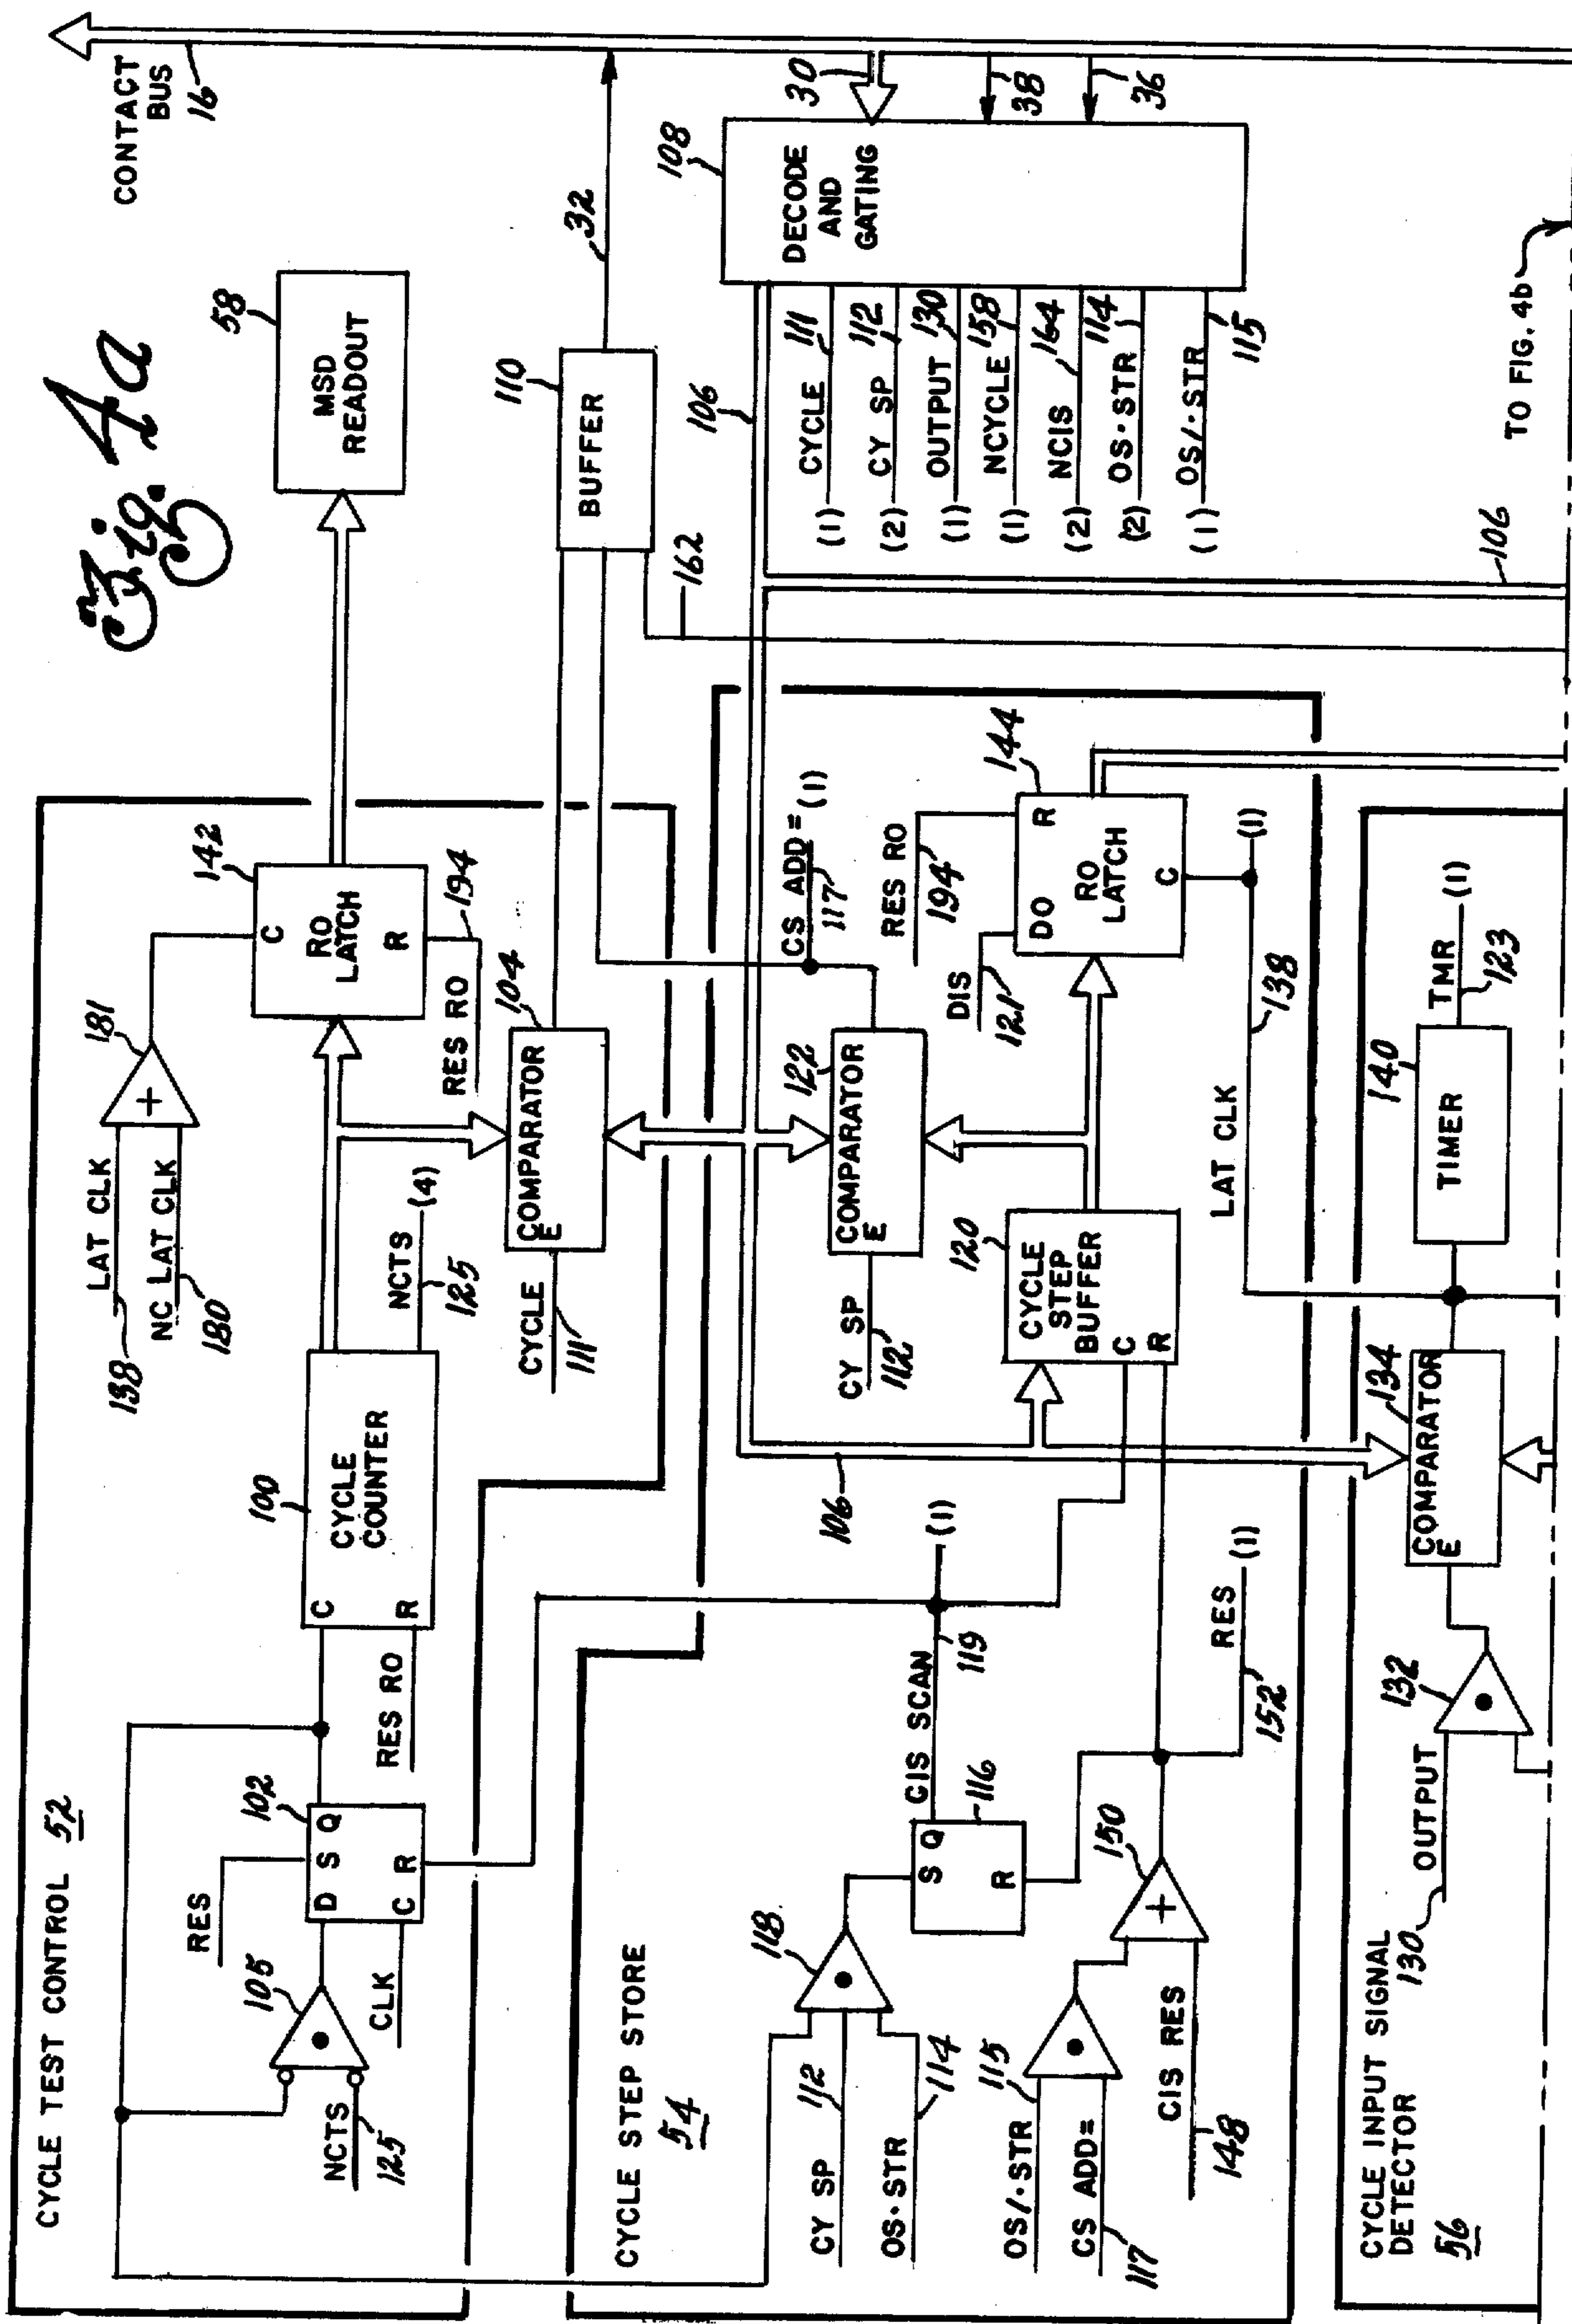 Fig. 4a
CONTACT
BUS
16
CYCLE TEST CONTROL 52
RES
105
NCTS
125
CLK
102
D S Q
C R
RES RO
100
C
R
CYCLE
COUNTER
138
LAT CLK
NC LAT CLK
180
181
NCTS (4)
125
142
C
RO
LATCH
R
RES RO
194
58
MSD
READOUT
CYCLE
111
104
COMPARATOR
E
110
BUFFER
32
162
106
108
DECODE
AND
GATING
30
38
36
(1) CYCLE 111
(2) CY SP 112
(1) OUTPUT 130
(1) NCYCLE 158
(2) NCIS 164
(2) OS·STR 114
(1) OS/·STR 115
CYCLE STEP STORE
54
CY SP 112
OS·STR 114
118
S Q
R
116
CIS SCAN
119
(1)
OS/·STR 115
CS ADD=
117
CIS RES
148
150
RES (1)
152
106
CY SP
112
122
COMPARATOR
E
CS ADD= (1)
117
120
CYCLE
STEP
BUFFER
C
R
RES RO
194
DIS
121
144
DO R
RO
LATCH
C
LAT CLK
138
(1)
106
CYCLE INPUT SIGNAL
DETECTOR
56
130
OUTPUT
132
134
COMPARATOR
E
140
TIMER
TMR (1)
123
TO FIG. 4b